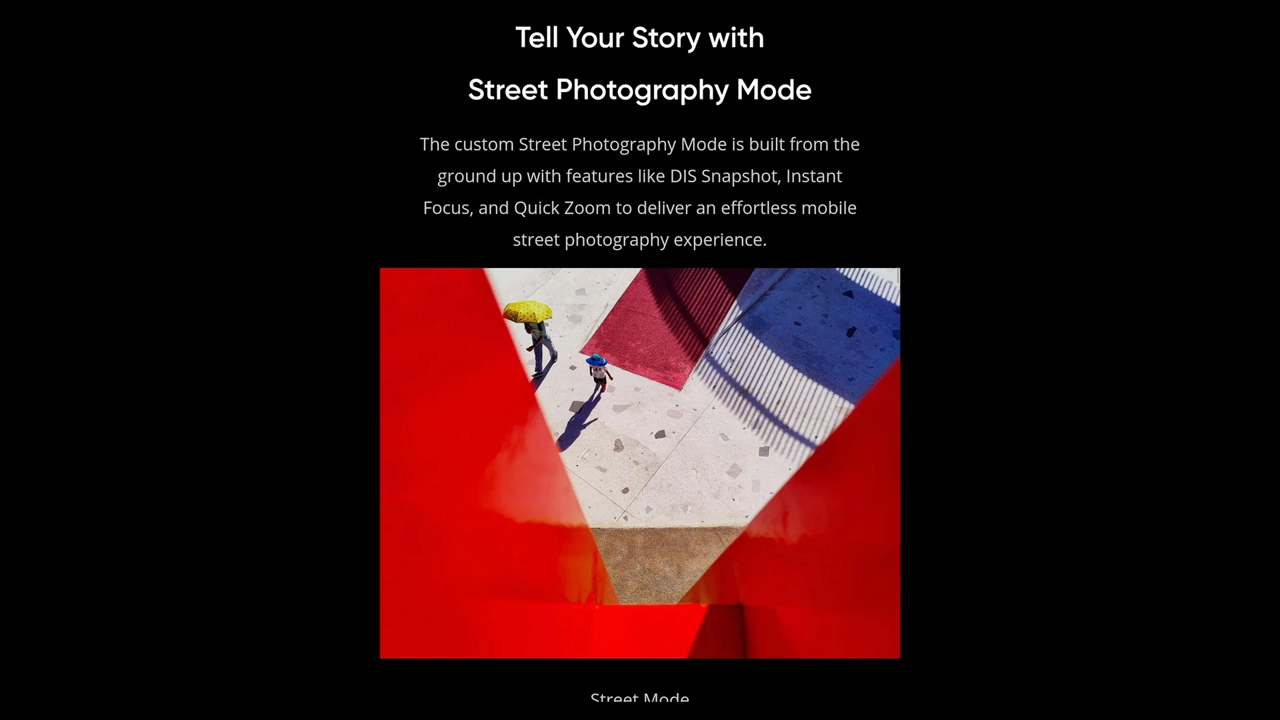 Tell Your Story with
Street Photography Mode
The custom Street Photography Mode is built from the
ground up with features like DIS Snapshot, Instant
Focus, and Quick Zoom to deliver an effortless mobile
street photography experience.
Street Mode